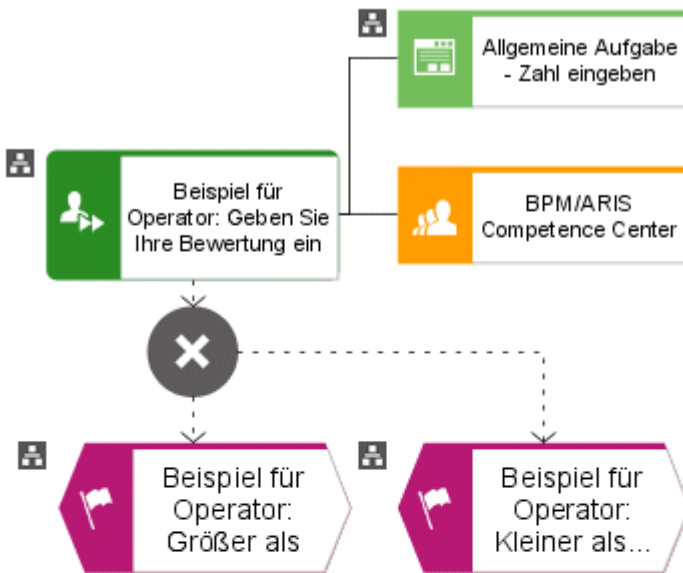 Allgemeine Aufgabe
- Zahl eingeben
Beispiel für
Operator: Geben Sie
Ihre Bewertung ein
BPM/ARIS
Competence Center
Beispiel für
Operator:
Größer als
Beispiel für
Operator:
Kleiner als...